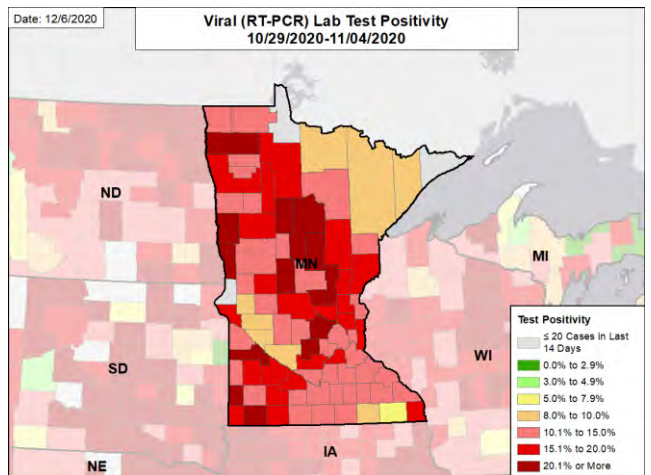 Date: 12/6/2020
Viral (RT-PCR) Lab Test Positivity
10/29/2020-11/04/2020
ND
MN
MI
SD
WI
IA
NE
Test Positivity
≤ 20 Cases in Last
14 Days
0.0% to 2.9%
3.0% to 4.9%
5.0% to 7.9%
8.0% to 10.0%
10.1% to 15.0%
15.1% to 20.0%
20.1% or More